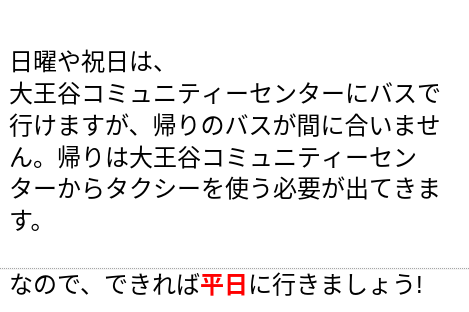 日曜や祝日は、
大王谷コミュニティーセンターにバスで
行けますが、帰りのバスが間に合いませ
ん。帰りは大王谷コミュニティーセン
ターからタクシーを使う必要が出てきま
す。
なので、できれば平日に行きましょう!